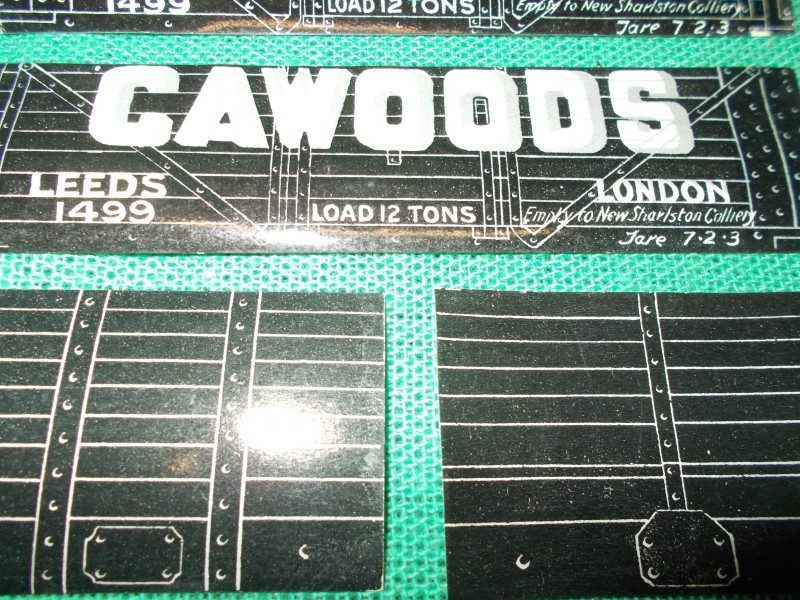 1499
LOAD 12 TONS
Empty to New Sharlston Colliery
Tare 7 2·3
CAWOODS
LEEDS
1499
LOAD 12 TONS
LONDON
Empty to New Sharlston Colliery
Tare 7·2·3